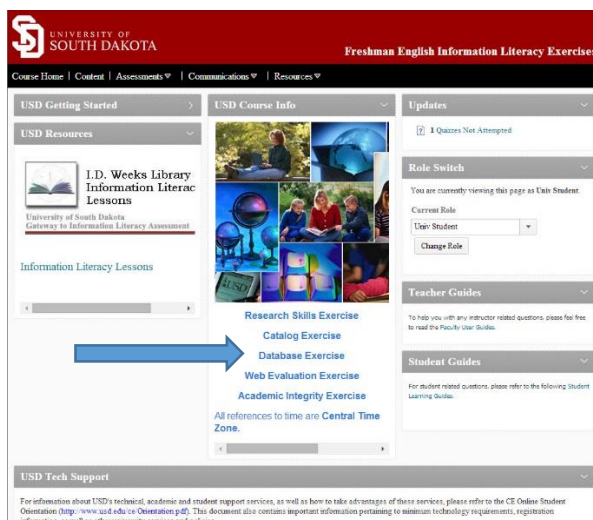 UNIVERSITY OF
SOUTH DAKOTA
Freshman English Information Literacy Exercises
Course Home | Content | Assessments | Communications | Resources
USD Getting Started
USD Resources
I.D. Weeks Library
Information Literac
Lessons
University of South Dakota
Gateway to Information Literacy Assessment
Information Literacy Lessons
USD Course Info
Research Skills Exercise
Catalog Exercise
Database Exercise
Web Evaluation Exercise
Academic Integrity Exercise
All references to time are Central Time
Zone.
Updates
1 Quizzes Not Attempted
Role Switch
You are currently viewing this page as Univ Student.
Current Role
Univ Student
Change Role
Teacher Guides
To help you with any instructor related questions, please feel free
to read the Faculty User Guides.
Student Guides
For student related questions, please refer to the following Student
Learning Guides.
USD Tech Support
For information about USD's technical, academic and student support services, as well as how to take advantages of these services, please refer to the CE Online Student
Orientation (http://www.usd.edu/ce/Orientation.pdf). This document also contains important information pertaining to minimum technology requirements, registration